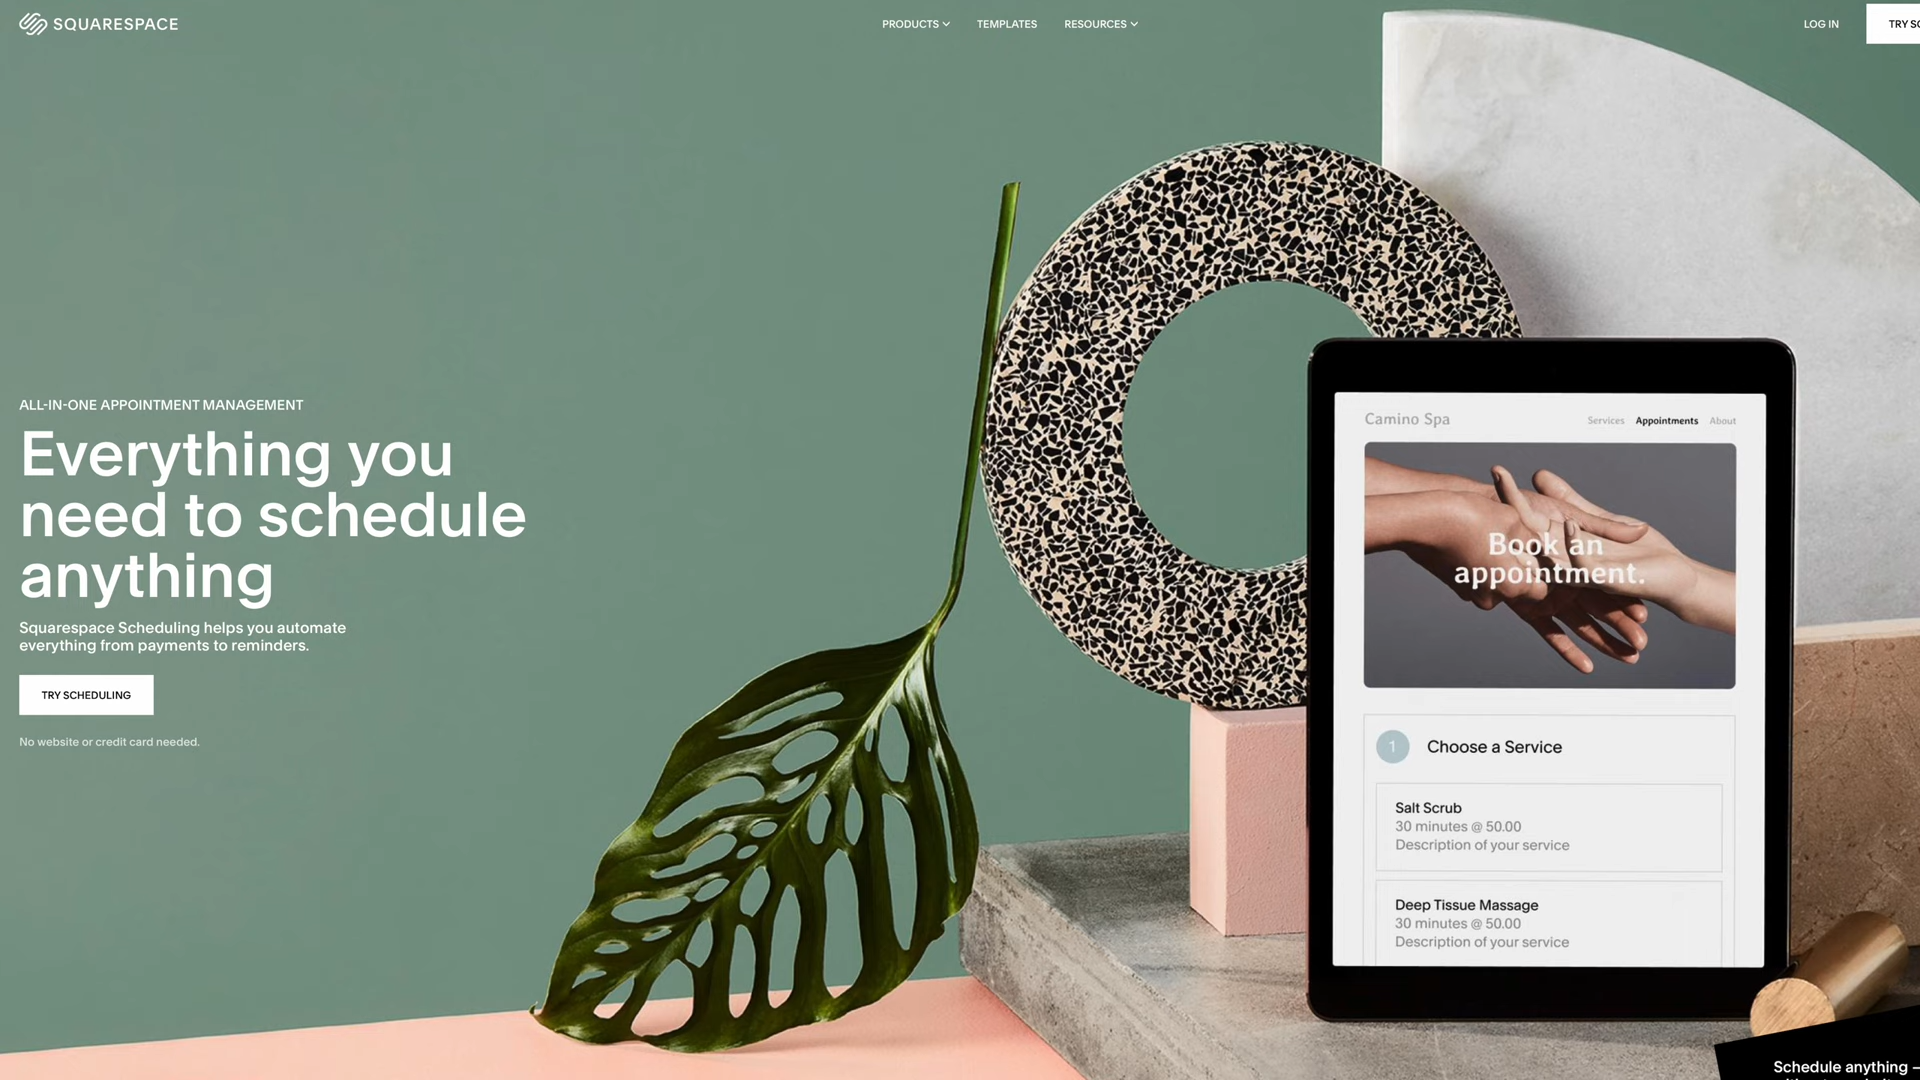 SQUARESPACE
PRODUCTS
TEMPLATES
RESOURCES
LOG IN
TRY
ALL-IN-ONE APPOINTMENT MANAGEMENT
Everything you
need to schedule
anything
Squarespace Scheduling helps you automate
everything from payments to reminders.
TRY SCHEDULING
No website or credit card needed.
Camino Spa
Services Appointments About
Book an
appointment.
1 Choose a Service
Salt Scrub
30 minutes @ 50.00
Description of your service
Deep Tissue Massage
30 minutes @ 50.00
Description of your service
Schedule anything –